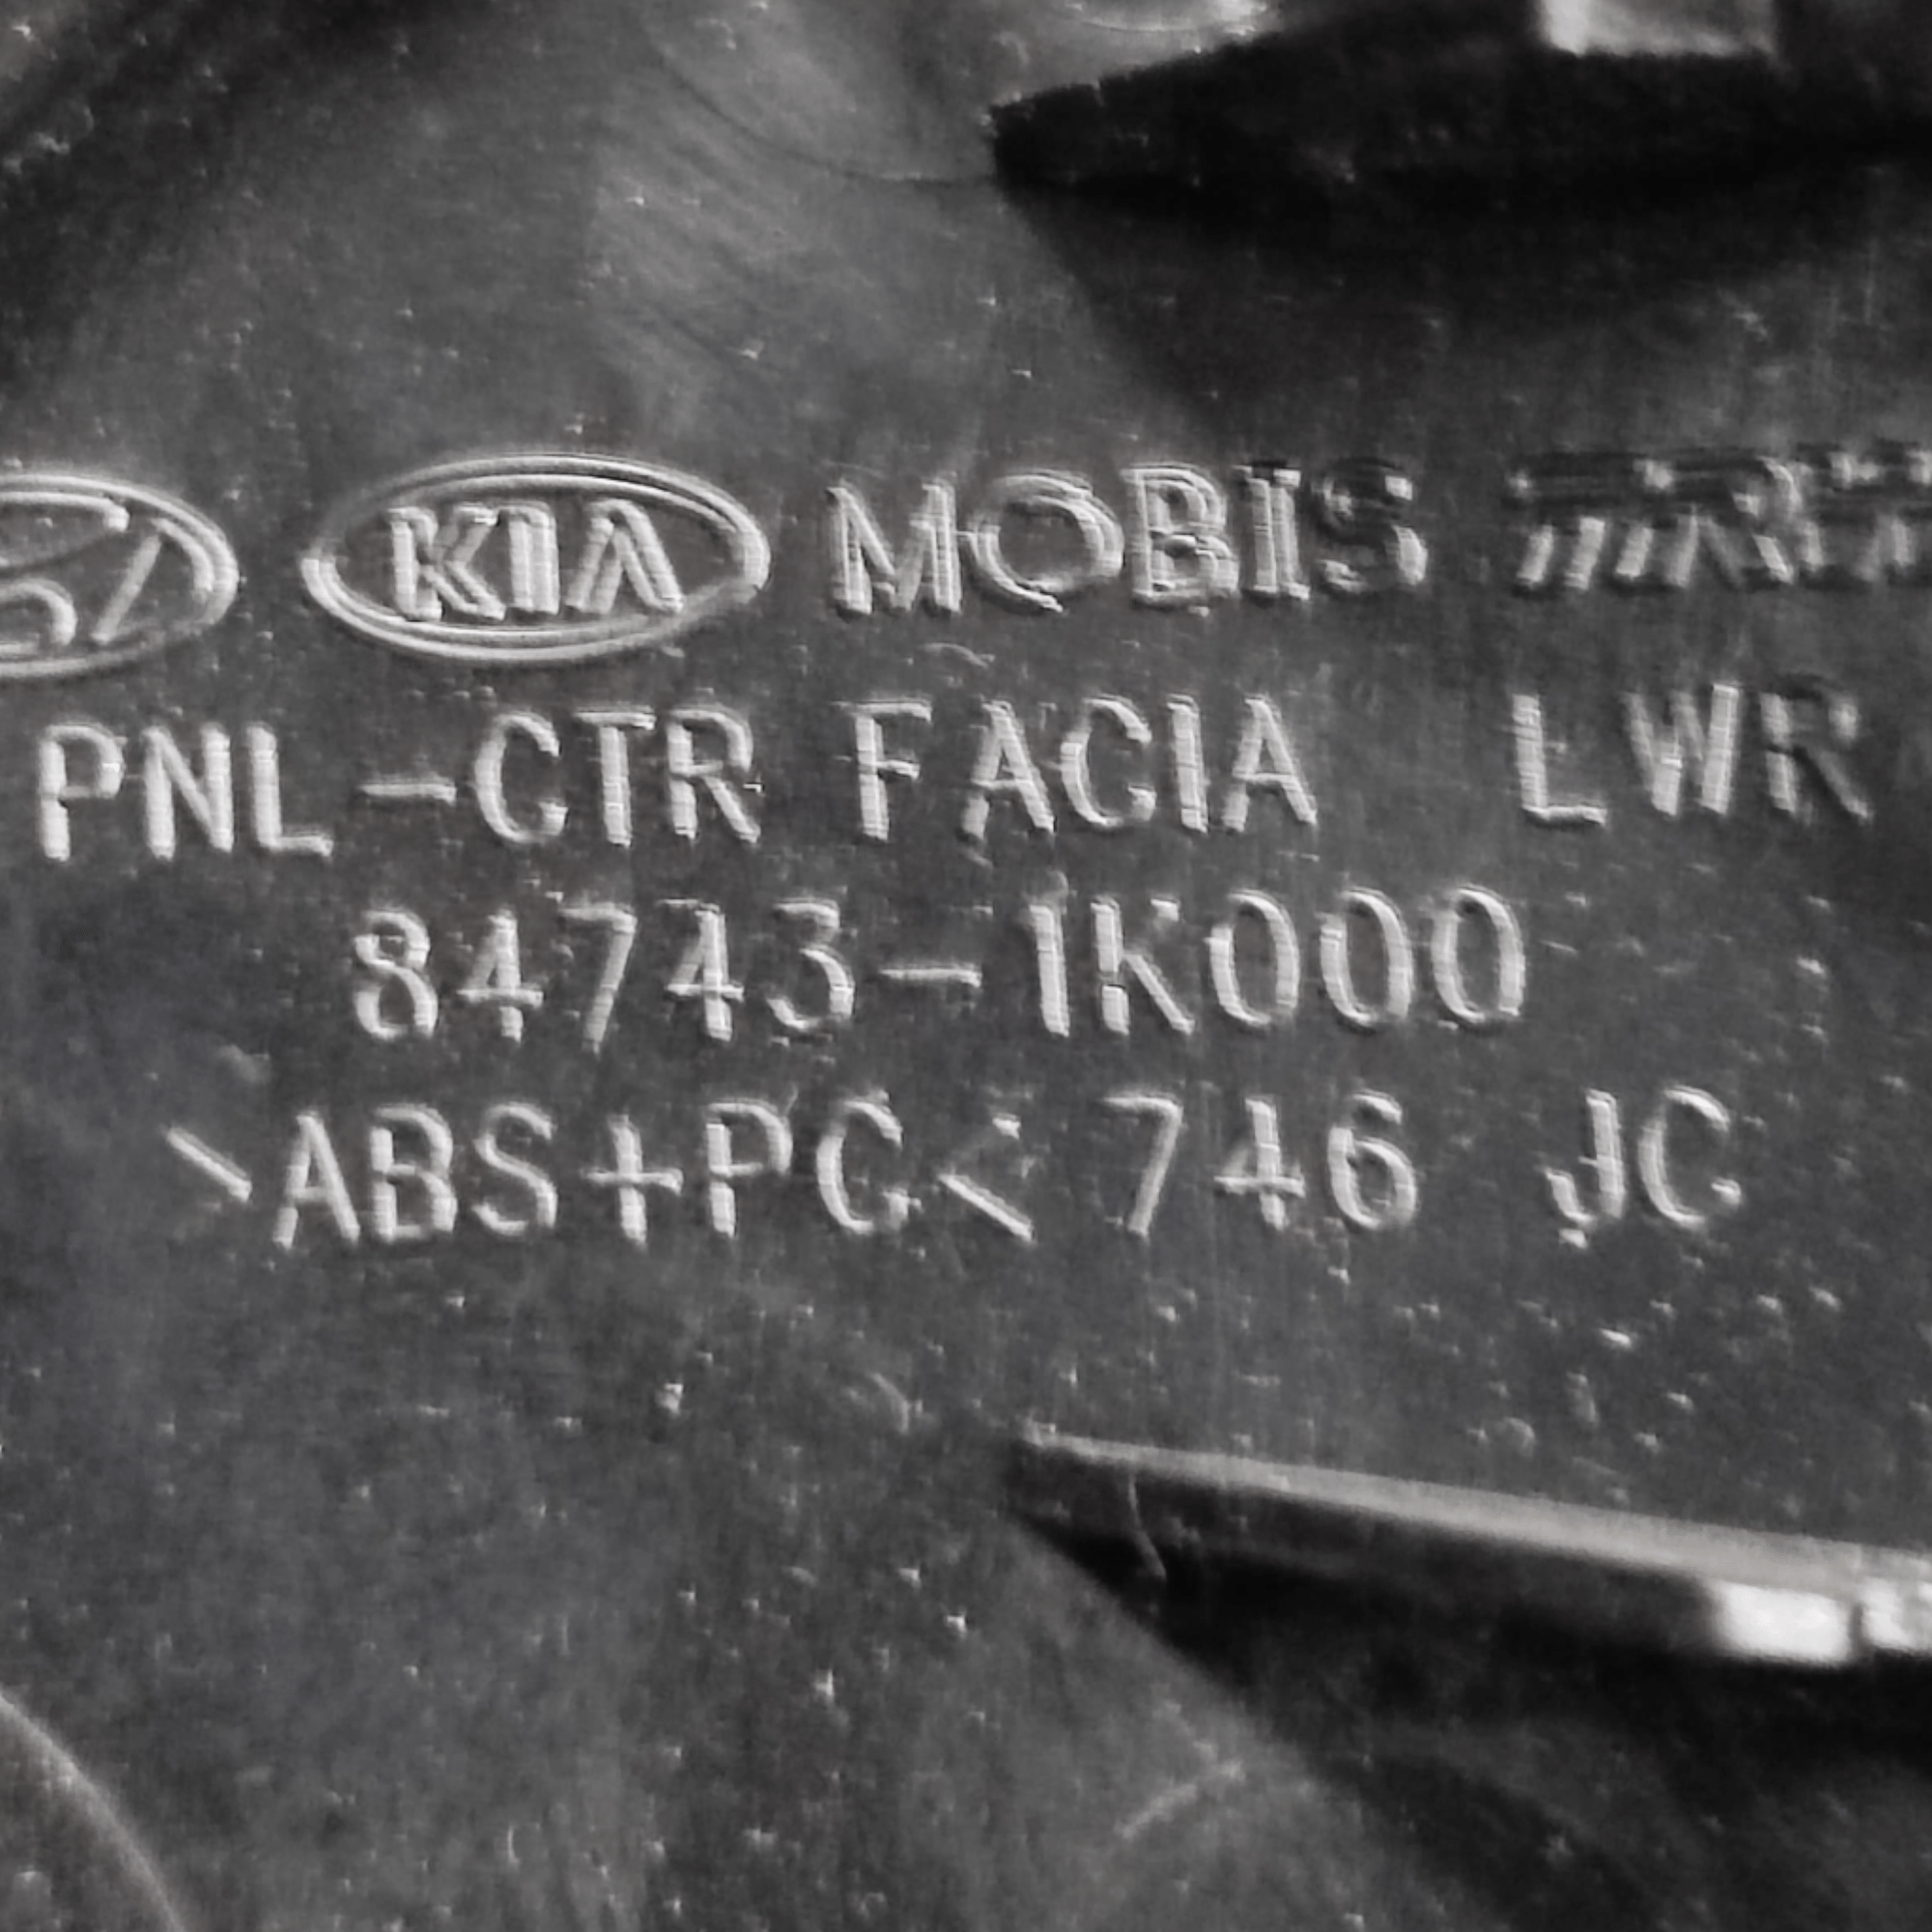 KIA MOBIS
PNL-CTR FACIA LWR
84743-1K000
>ABS+PC< 746 JC